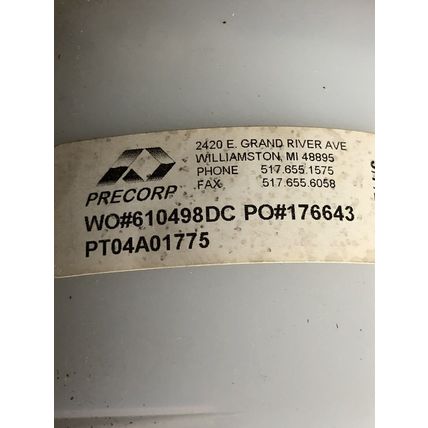 2420 E. GRAND RIVER AVE
WILLIAMSTON, MI 48895
PHONE 517.655.1575
FAX 517.655.6058
PRECORP
WO#610498DC PO#176643
PT04A01775